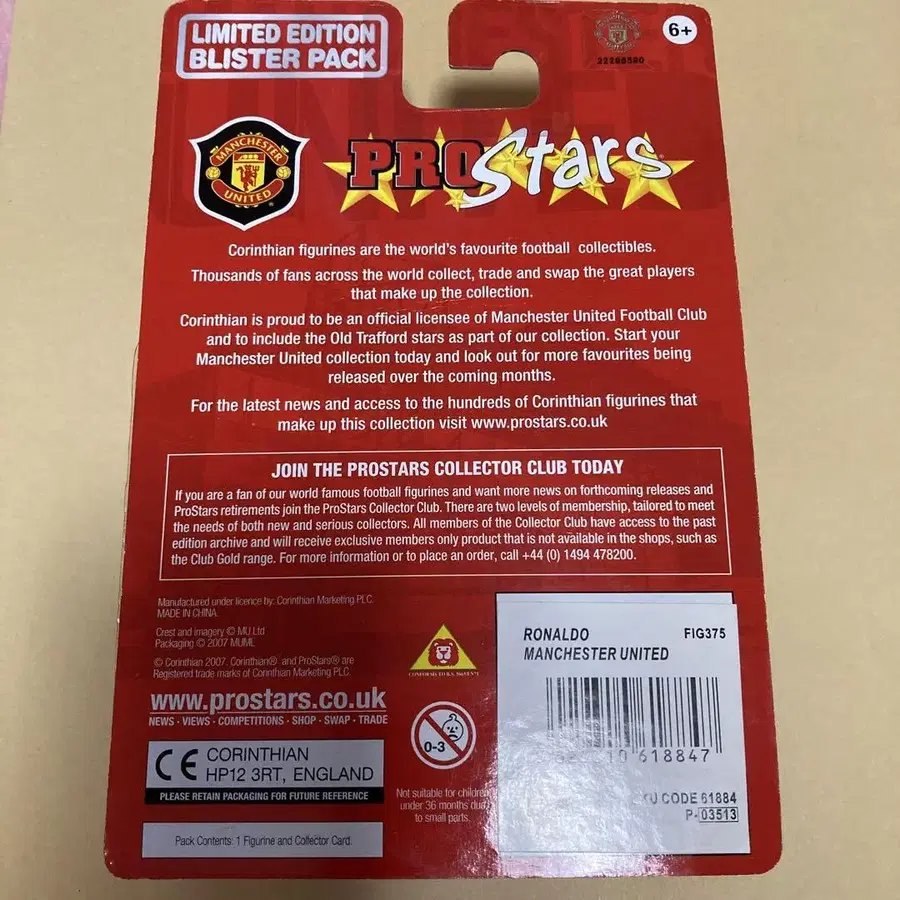 LIMITED EDITION
BLISTER PACK
22286580
6+
MANCHESTER
UNITED
PROStars
Corinthian figurines are the world's favourite football collectibles.
Thousands of fans across the world collect, trade and swap the great players
that make up the collection.
Corinthian is proud to be an official licensee of Manchester United Football Club
and to include the Old Trafford stars as part of our collection. Start your
Manchester United collection today and look out for more favourites being
released over the coming months.
For the latest news and access to the hundreds of Corinthian figurines that
make up this collection visit www.prostars.co.uk
JOIN THE PROSTARS COLLECTOR CLUB TODAY
If you are a fan of our world famous football figurines and want more news on forthcoming releases and
ProStars retirements join the ProStars Collector Club. There are two levels of membership, tailored to meet
the needs of both new and serious collectors. All members of the Collector Club have access to the past
edition archive and will receive exclusive members only product that is not available in the shops, such as
the Club Gold range. For more information or to place an order, call +44 (0) 1494 478200.
Manufactured under licence by: Corinthian Marketing PLC.
MADE IN CHINA.
Crest and imagery © MU.Ltd
Packaging © 2007 MUML
© Corinthian 2007. Corinthian® and ProStars® are
Registered trade marks of Corinthian Marketing PLC.
www.prostars.co.uk
NEWS · VIEWS · COMPETITIONS · SHOP · SWAP · TRADE
CE CORINTHIAN
HP12 3RT, ENGLAND
PLEASE RETAIN PACKAGING FOR FUTURE REFERENCE
Pack Contents: 1 Figurine and Collector Card.
0-3
Not suitable for children
under 36 months due
to small parts.
RONALDO FIG375
MANCHESTER UNITED
618847
CODE 61884
P-03513